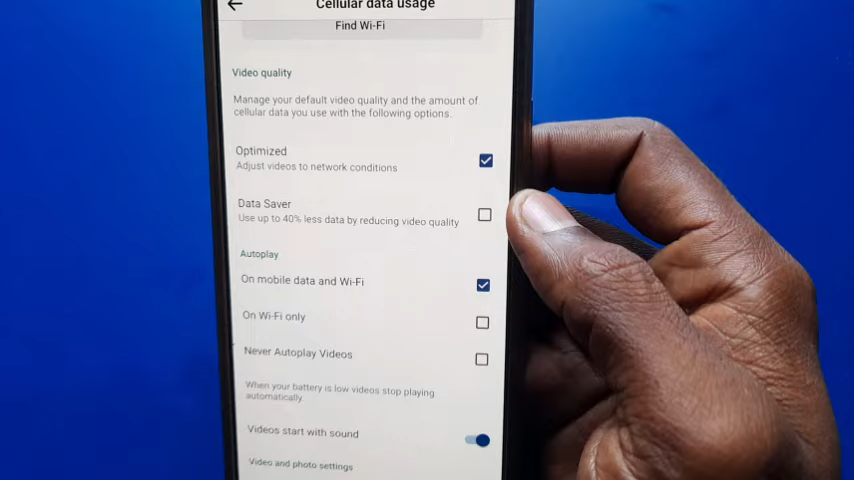 Cellular data usage
Find Wi-Fi
Video quality
Manage your default video quality and the amount of
cellular data you use with the following options.
Optimized
Adjust videos to network conditions
Data Saver
Use up to 40% less data by reducing video quality
Autoplay
On mobile data and Wi-Fi
On Wi-Fi only
Never Autoplay Videos
When your battery is low videos stop playing
automatically.
Videos start with sound
Video and photo settings